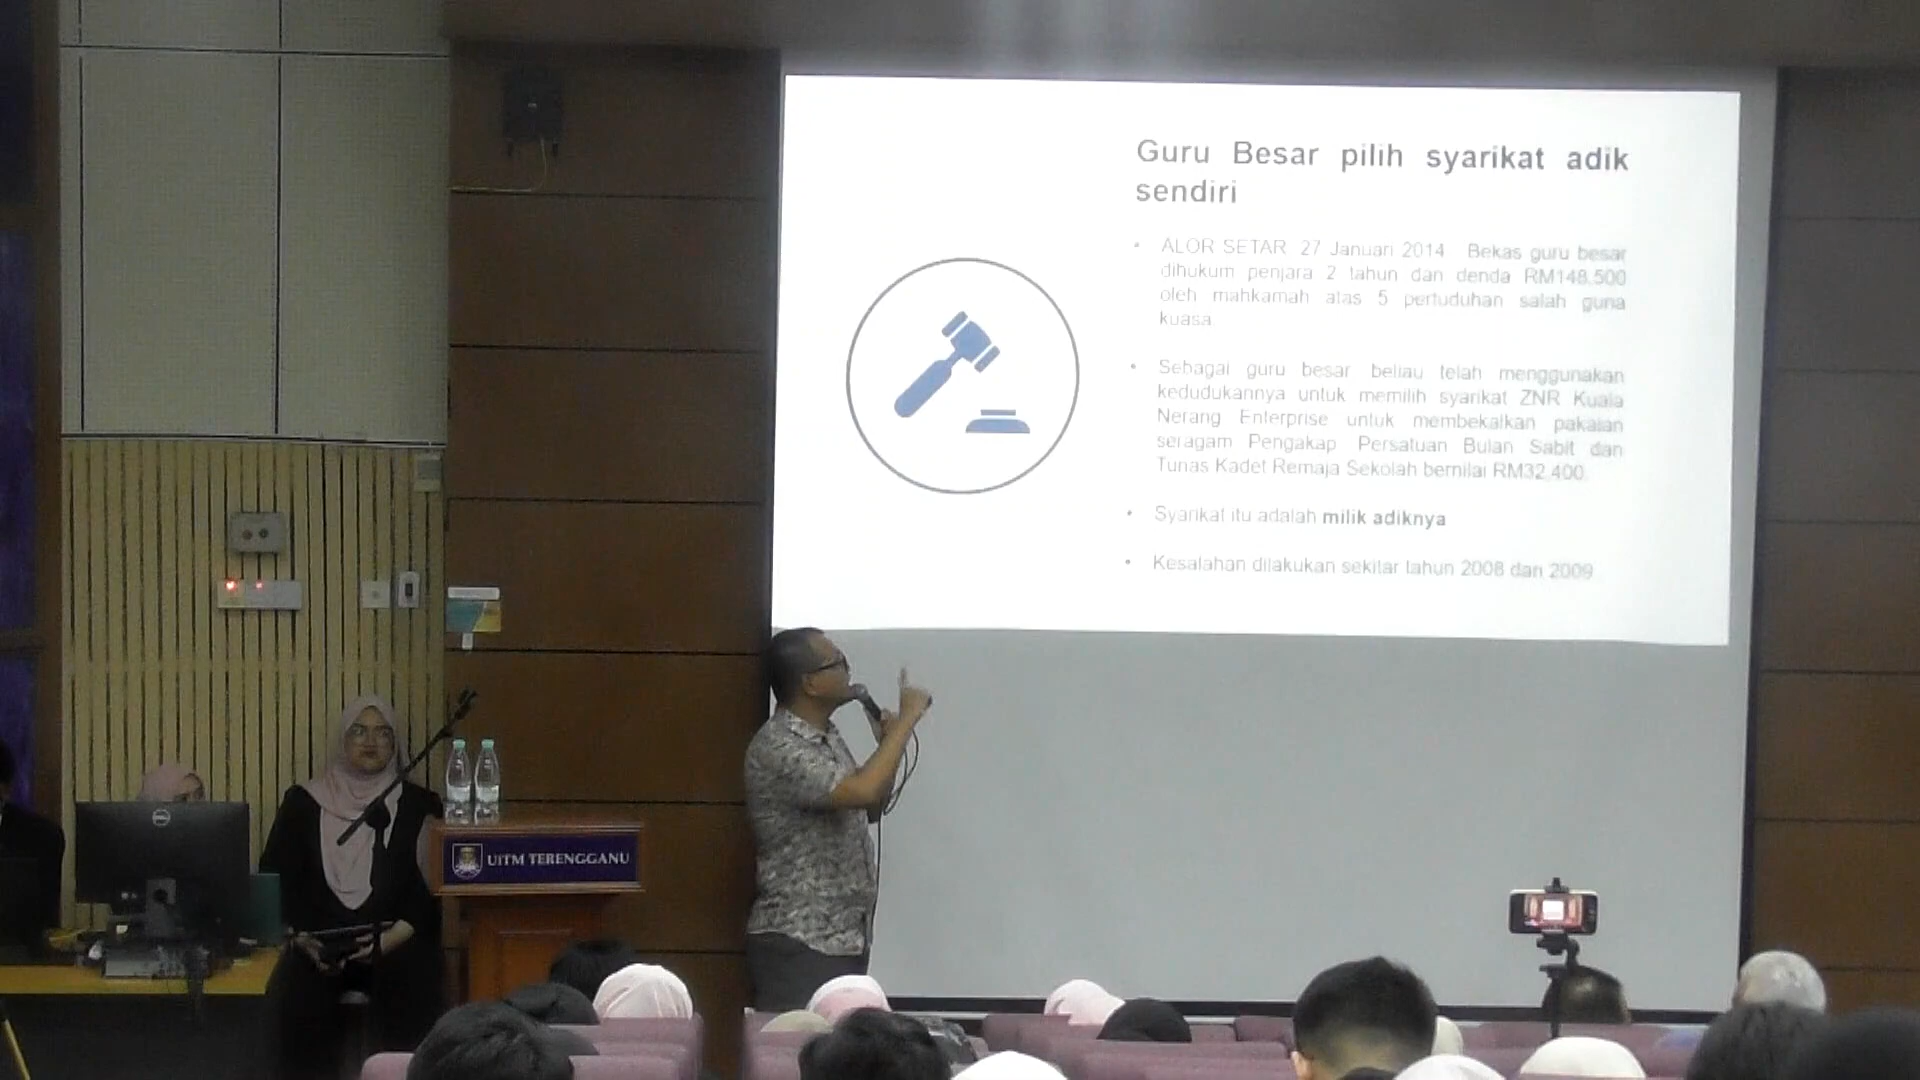 Guru Besar pilih syarikat adik
sendiri
• ALOR SETAR 27 Januari 2014 Bekas guru besar
dihukum penjara 2 tahun dan denda RM148,500
oleh mahkamah atas 5 pertuduhan salah guna
kuasa.
• Sebagai guru besar beliau telah menggunakan
kedudukannya untuk memilih syarikat ZNR Kuala
Nerang Enterprise untuk membekalkan pakaian
seragam Pengakap Persatuan Bulan Sabit dan
Tunas Kadet Remaja Sekolah bernilai RM32,400.
• Syarikat itu adalah milik adiknya
• Kesalahan dilakukan sekitar tahun 2008 dan 2009
UiTM TERENGGANU
DELL